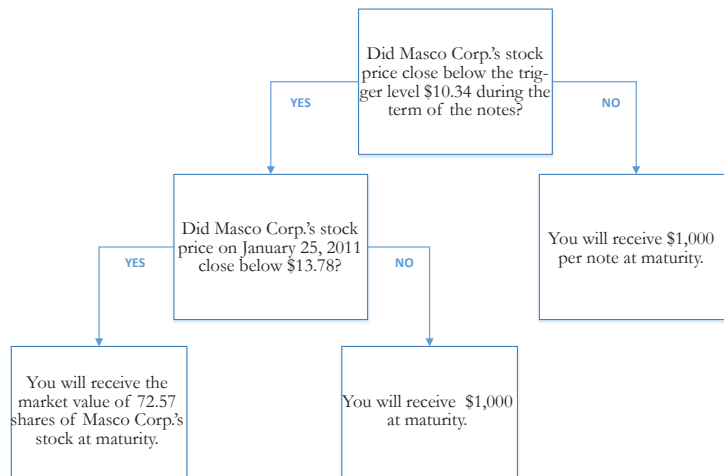 Did Masco Corp.'s stock
price close below the trig-
ger level $10.34 during the
term of the notes?
YES
NO
Did Masco Corp.'s stock
price on January 25, 2011
close below $13.78?
You will receive $1,000
per note at maturity.
YES
NO
You will receive the
market value of 72.57
shares of Masco Corp.'s
stock at maturity.
You will receive $1,000
at maturity.